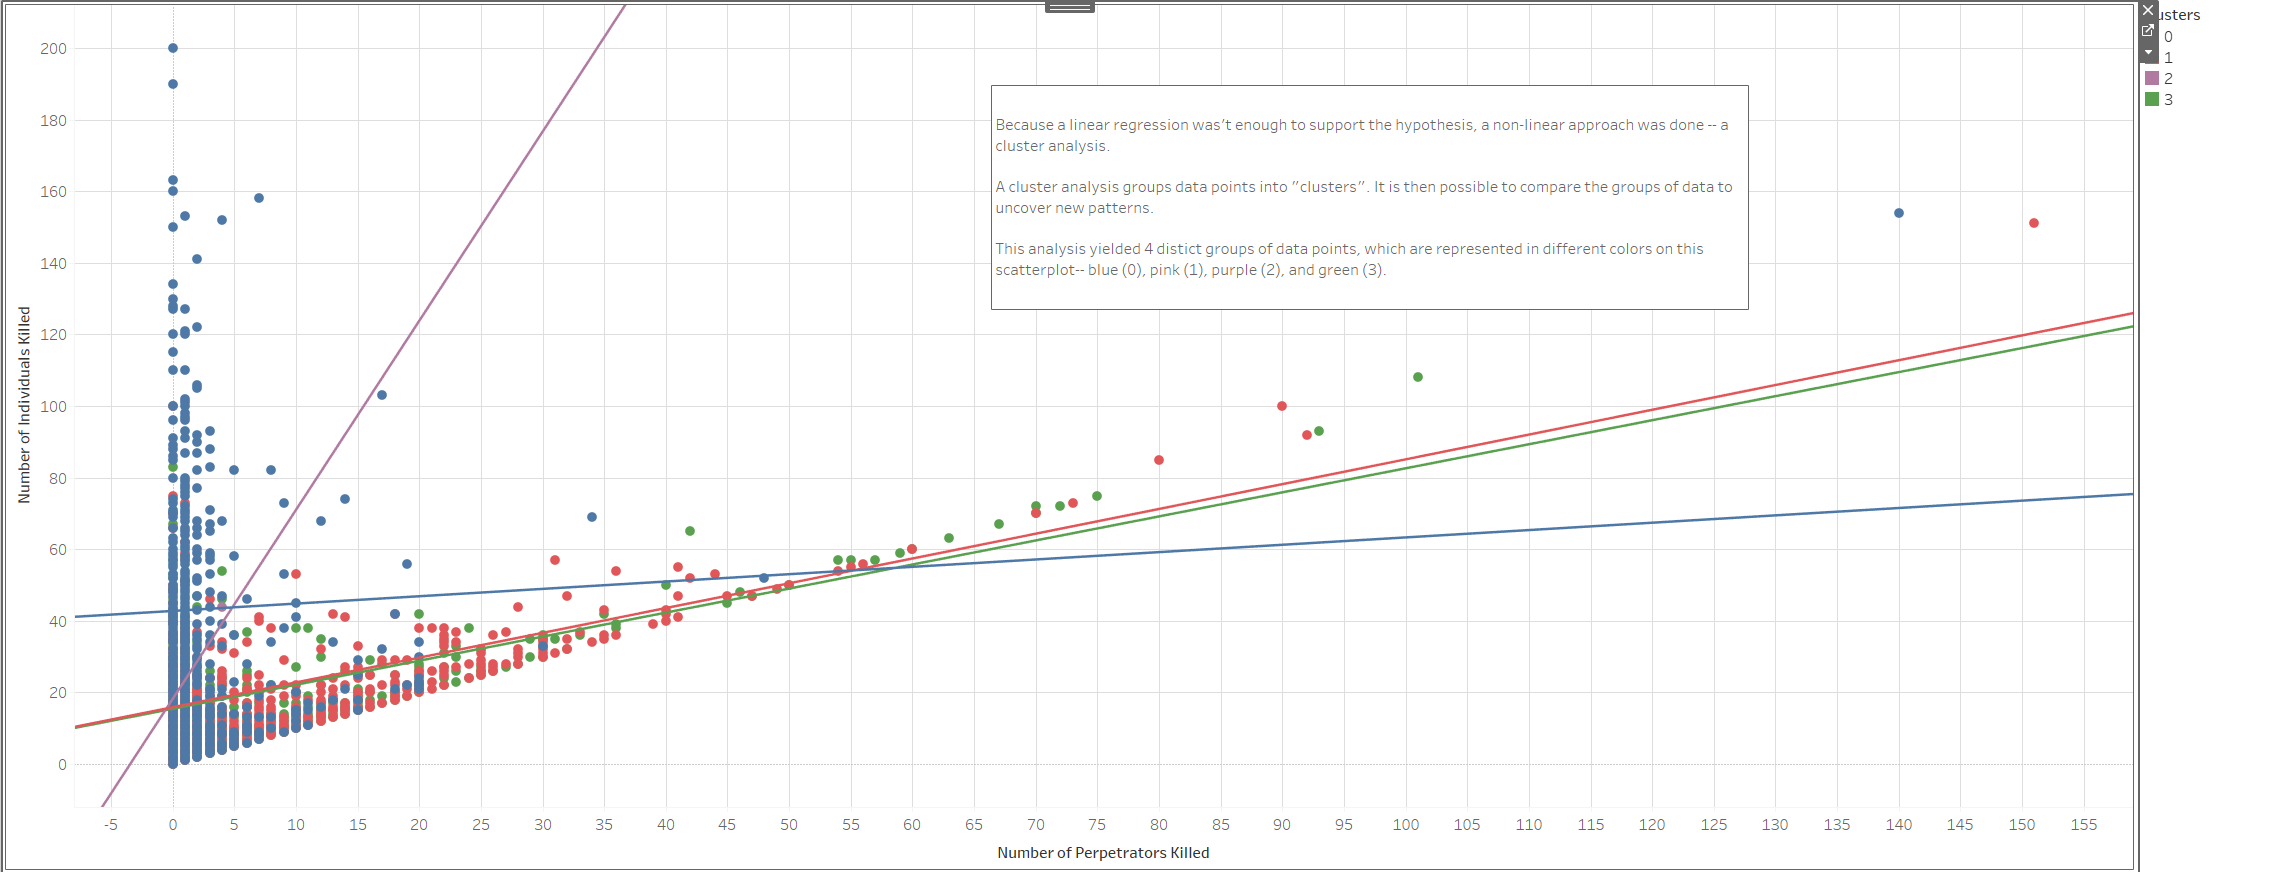 usters
0
1
2
3
Because a linear regression was't enough to support the hypothesis, a non-linear approach was done -- a
cluster analysis.
A cluster analysis groups data points into "clusters". It is then possible to compare the groups of data to
uncover new patterns.
This analysis yielded 4 distict groups of data points, which are represented in different colors on this
scatterplot-- blue (0), pink (1), purple (2), and green (3).
Number of Individuals Killed
200
180
160
140
120
100
80
60
40
20
0
-5 0 5 10 15 20 25 30 35 40 45 50 55 60 65 70 75 80 85 90 95 100 105 110 115 120 125 130 135 140 145 150 155
Number of Perpetrators Killed